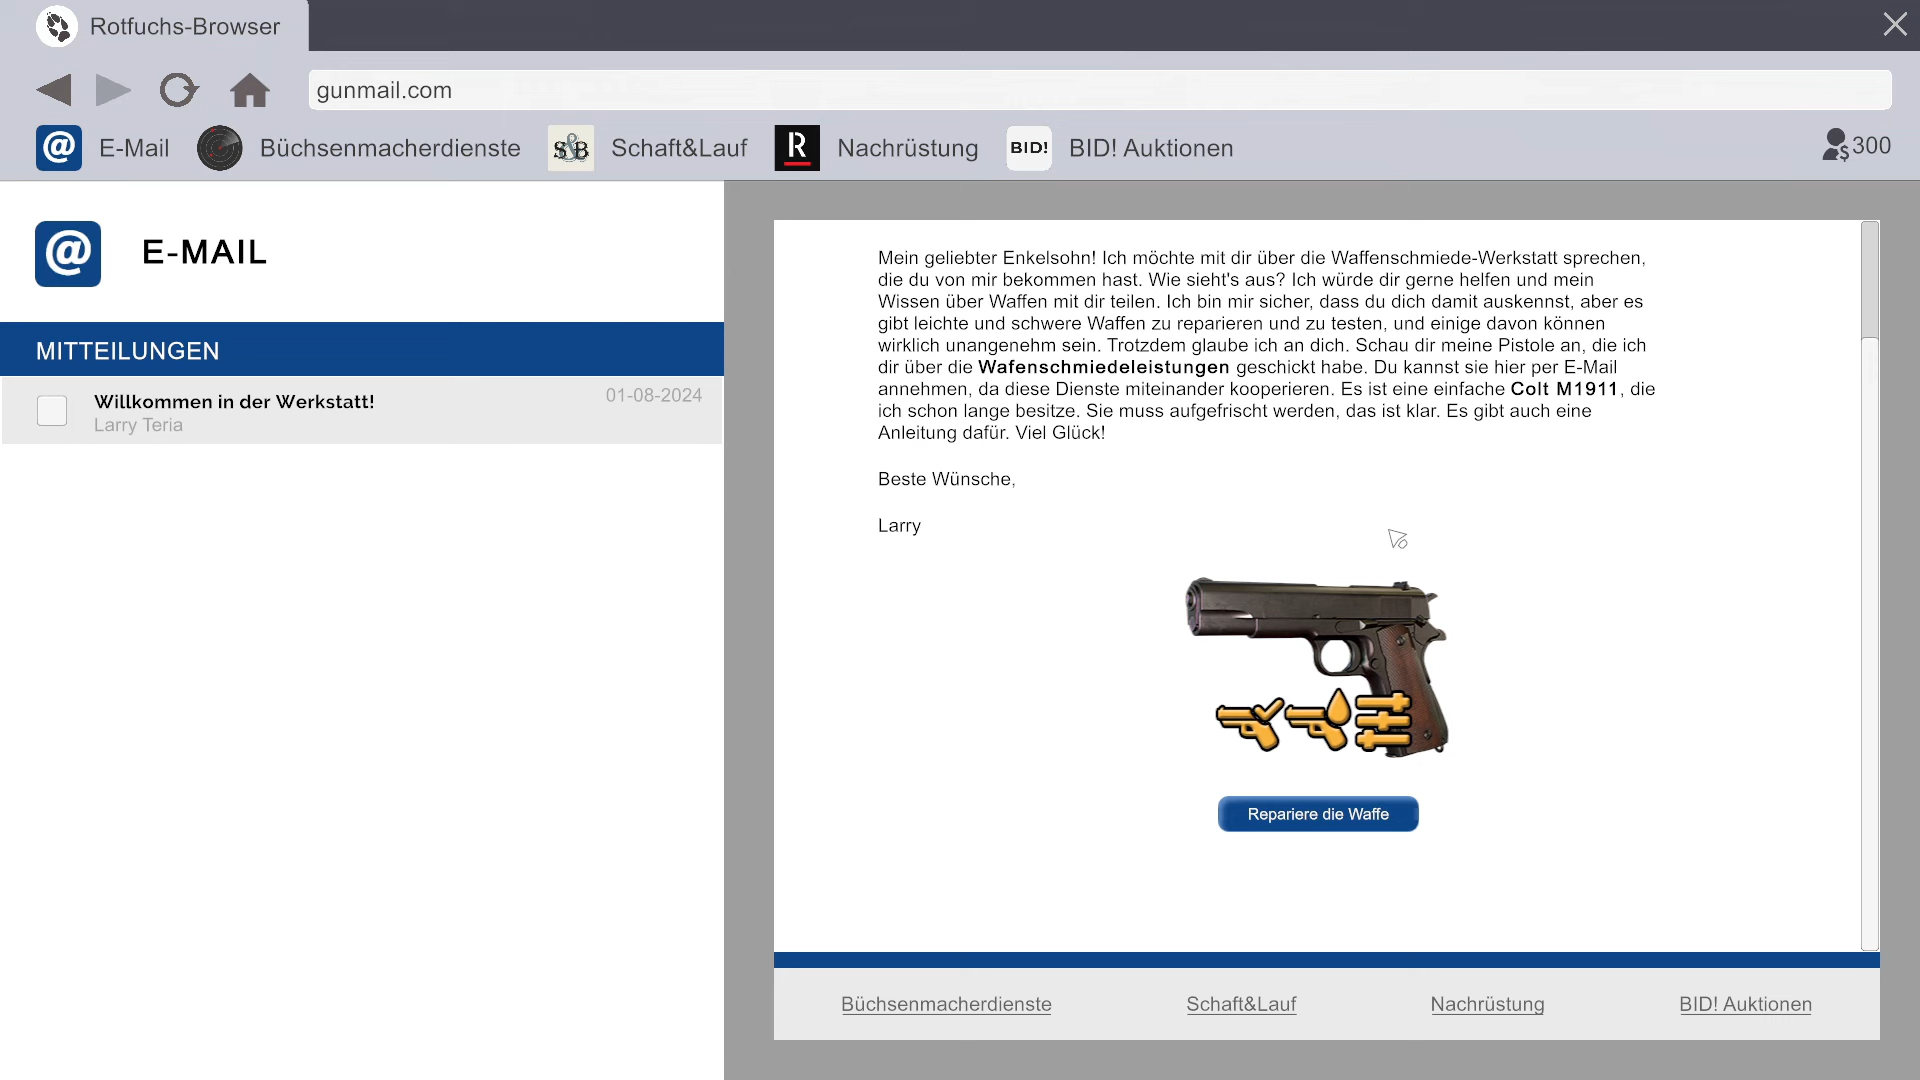 Rotfuchs-Browser
gunmail.com
@ E-Mail Büchsenmacherdienste S&B Schaft&Lauf R Nachrüstung BID! BID! Auktionen $ 300
@ E-MAIL
MITTEILUNGEN
Willkommen in der Werkstatt! 01-08-2024
Larry Teria
Mein geliebter Enkelsohn! Ich möchte mit dir über die Waffenschmiede-Werkstatt sprechen,
die du von mir bekommen hast. Wie sieht's aus? Ich würde dir gerne helfen und mein
Wissen über Waffen mit dir teilen. Ich bin mir sicher, dass du dich damit auskennst, aber es
gibt leichte und schwere Waffen zu reparieren und zu testen, und einige davon können
wirklich unangenehm sein. Trotzdem glaube ich an dich. Schau dir meine Pistole an, die ich
dir über die Wafenschmiedeleistungen geschickt habe. Du kannst sie hier per E-Mail
annehmen, da diese Dienste miteinander kooperieren. Es ist eine einfache Colt M1911, die
ich schon lange besitze. Sie muss aufgefrischt werden, das ist klar. Es gibt auch eine
Anleitung dafür. Viel Glück!
Beste Wünsche,
Larry
Repariere die Waffe
Büchsenmacherdienste Schaft&Lauf Nachrüstung BID! Auktionen